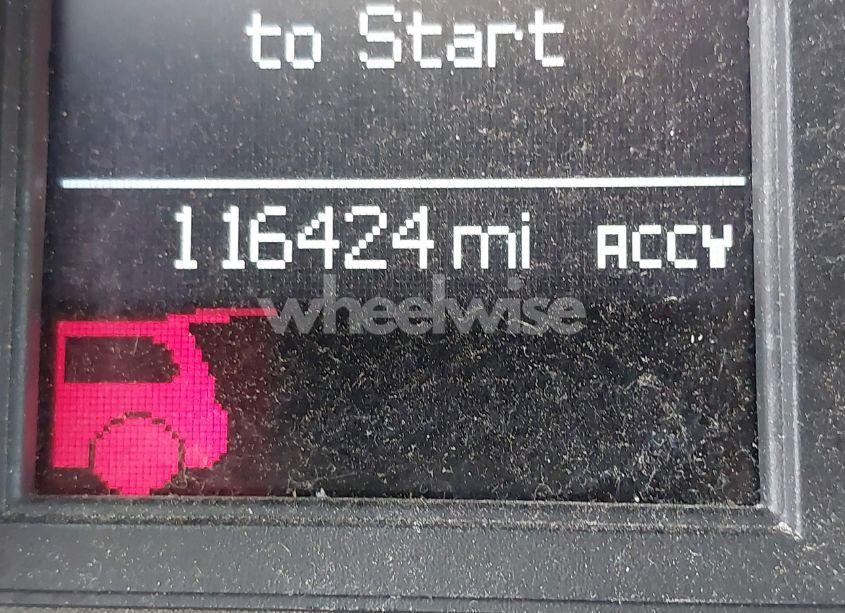 to Start
116424 mi ACCY
wheelwise